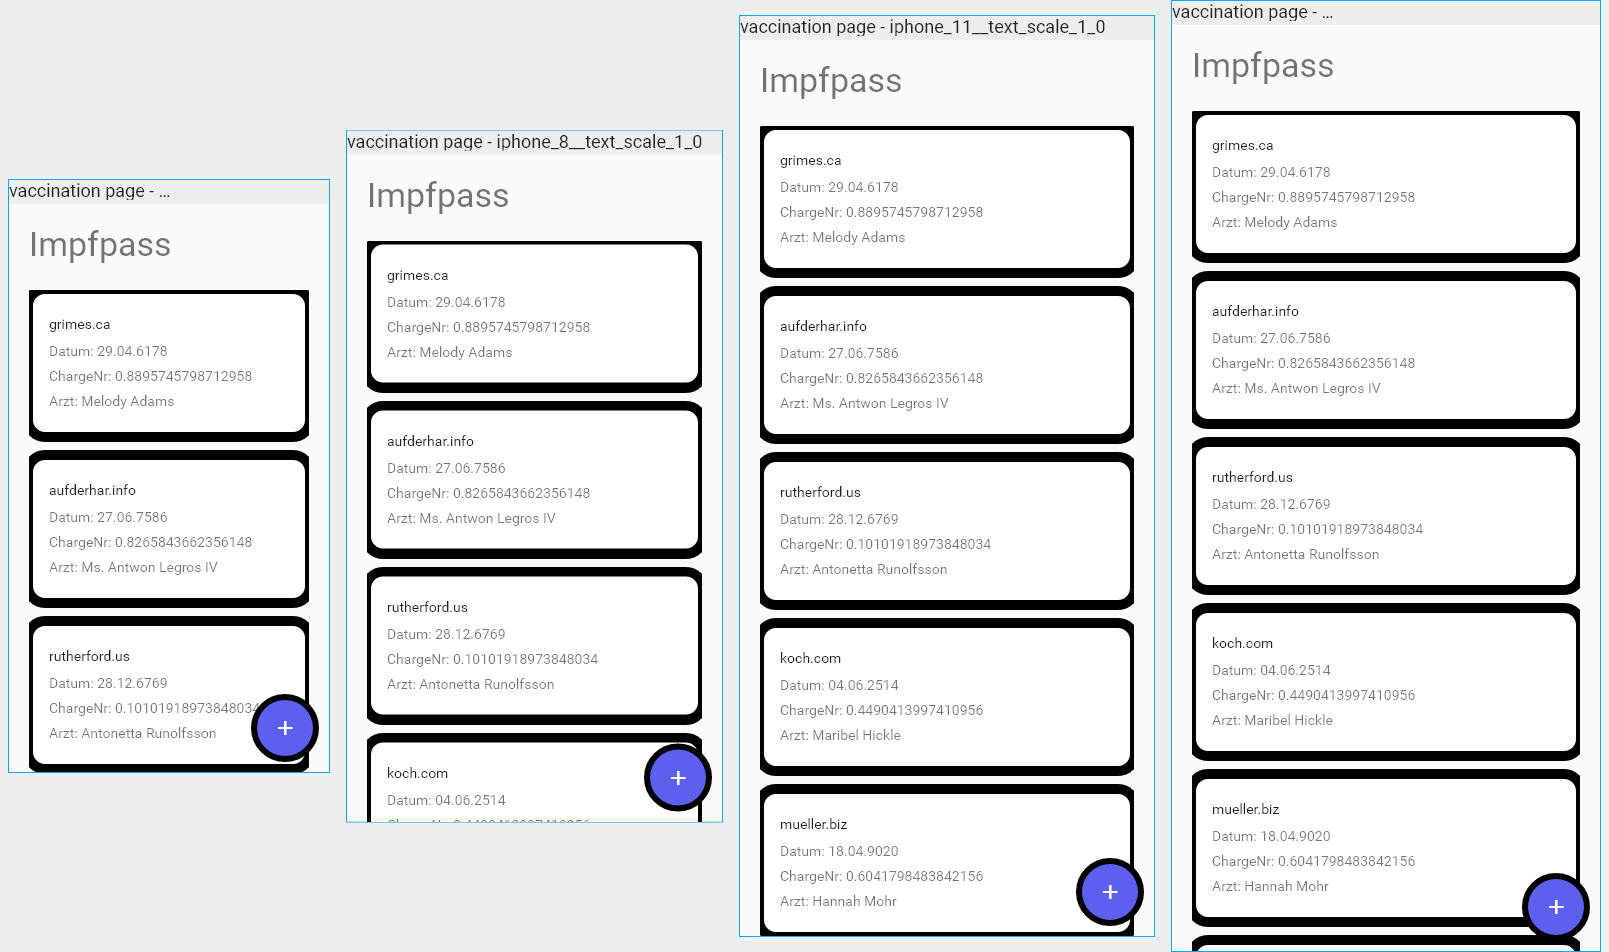 vaccination page - ...
Impfpass
grimes.ca
Datum: 29.04.6178
ChargeNr: 0.8895745798712958
Arzt: Melody Adams
aufderhar.info
Datum: 27.06.7586
ChargeNr: 0.8265843662356148
Arzt: Ms. Antwon Legros IV
rutherford.us
Datum: 28.12.6769
ChargeNr: 0.10101918973848034
Arzt: Antonetta Runolfsson
+
vaccination page - iphone_8__text_scale_1_0
Impfpass
grimes.ca
Datum: 29.04.6178
ChargeNr: 0.8895745798712958
Arzt: Melody Adams
aufderhar.info
Datum: 27.06.7586
ChargeNr: 0.8265843662356148
Arzt: Ms. Antwon Legros IV
rutherford.us
Datum: 28.12.6769
ChargeNr: 0.10101918973848034
Arzt: Antonetta Runolfsson
koch.com
Datum: 04.06.2514
+
vaccination page - iphone_11__text_scale_1_0
Impfpass
grimes.ca
Datum: 29.04.6178
ChargeNr: 0.8895745798712958
Arzt: Melody Adams
aufderhar.info
Datum: 27.06.7586
ChargeNr: 0.8265843662356148
Arzt: Ms. Antwon Legros IV
rutherford.us
Datum: 28.12.6769
ChargeNr: 0.10101918973848034
Arzt: Antonetta Runolfsson
koch.com
Datum: 04.06.2514
ChargeNr: 0.4490413997410956
Arzt: Maribel Hickle
mueller.biz
Datum: 18.04.9020
ChargeNr: 0.6041798483842156
Arzt: Hannah Mohr
+
vaccination page - ...
Impfpass
grimes.ca
Datum: 29.04.6178
ChargeNr: 0.8895745798712958
Arzt: Melody Adams
aufderhar.info
Datum: 27.06.7586
ChargeNr: 0.8265843662356148
Arzt: Ms. Antwon Legros IV
rutherford.us
Datum: 28.12.6769
ChargeNr: 0.10101918973848034
Arzt: Antonetta Runolfsson
koch.com
Datum: 04.06.2514
ChargeNr: 0.4490413997410956
Arzt: Maribel Hickle
mueller.biz
Datum: 18.04.9020
ChargeNr: 0.6041798483842156
Arzt: Hannah Mohr
+